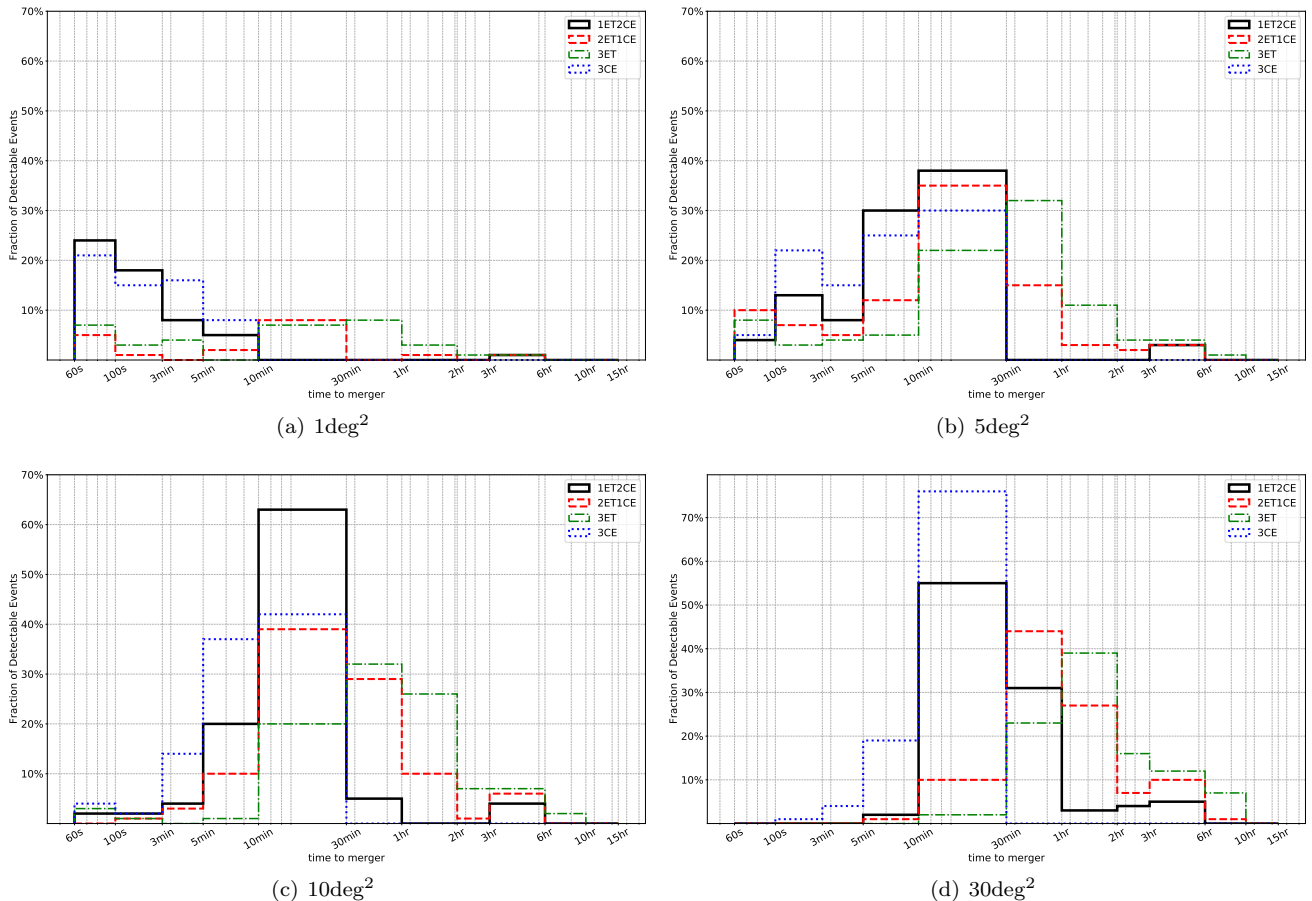 70%
60%
50%
40%
30%
20%
10%
Fraction of Detectable Events
1ET2CE
2ET1CE
3ET
3CE
60s 100s 3min 5min 10min 30min 1hr 2hr 3hr 6hr 10hr 15hr
time to merger
(a) 1deg²
70%
60%
50%
40%
30%
20%
10%
Fraction of Detectable Events
1ET2CE
2ET1CE
3ET
3CE
60s 100s 3min 5min 10min 30min 1hr 2hr 3hr 6hr 10hr 15hr
time to merger
(b) 5deg²
70%
60%
50%
40%
30%
20%
10%
Fraction of Detectable Events
1ET2CE
2ET1CE
3ET
3CE
60s 100s 3min 5min 10min 30min 1hr 2hr 3hr 6hr 10hr 15hr
time to merger
(c) 10deg²
70%
60%
50%
40%
30%
20%
10%
Fraction of Detectable Events
1ET2CE
2ET1CE
3ET
3CE
60s 100s 3min 5min 10min 30min 1hr 2hr 3hr 6hr 10hr 15hr
time to merger
(d) 30deg²